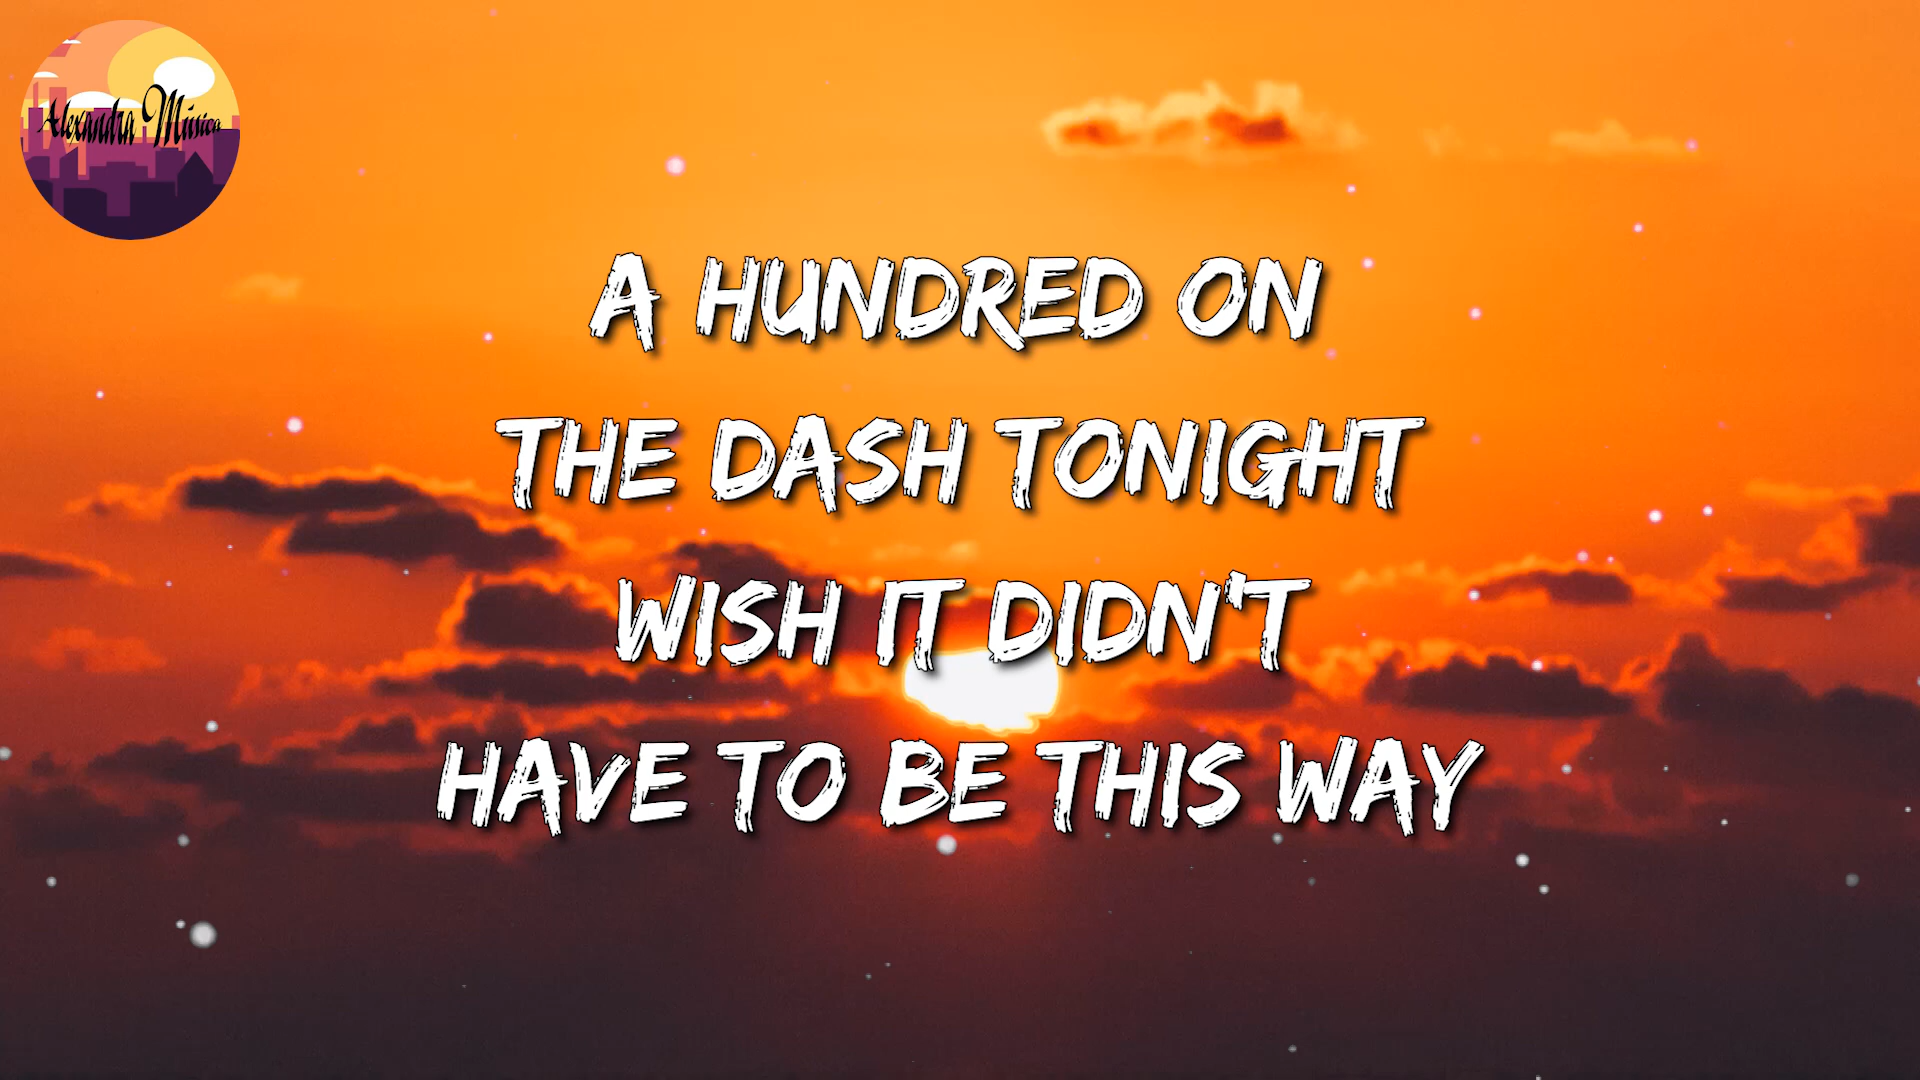 Alexandra Música
A HUNDRED ON
THE DASH TONIGHT
WISH IT DIDN'T
HAVE TO BE THIS WAY